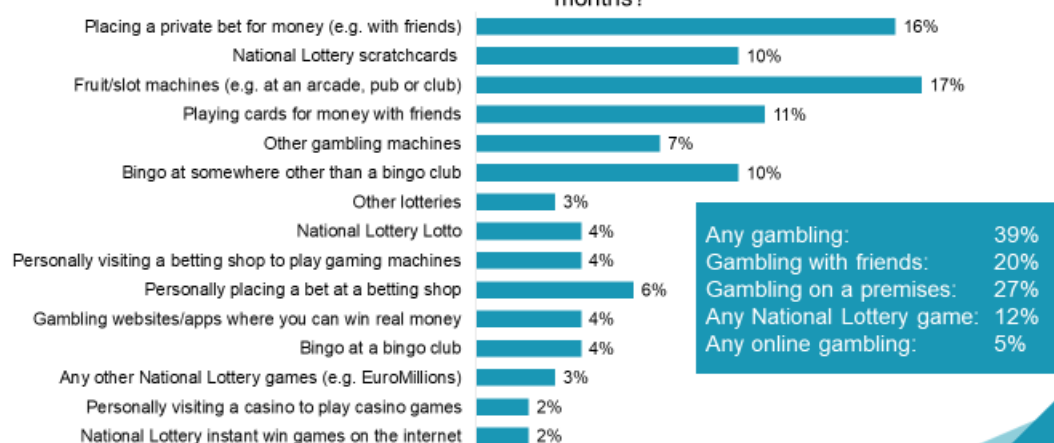 months?
Placing a private bet for money (e.g. with friends) 16%
National Lottery scratchcards 10%
Fruit/slot machines (e.g. at an arcade, pub or club) 17%
Playing cards for money with friends 11%
Other gambling machines 7%
Bingo at somewhere other than a bingo club 10%
Other lotteries 3%
National Lottery Lotto 4%
Personally visiting a betting shop to play gaming machines 4%
Personally placing a bet at a betting shop 6%
Gambling websites/apps where you can win real money 4%
Bingo at a bingo club 4%
Any other National Lottery games (e.g. EuroMillions) 3%
Personally visiting a casino to play casino games 2%
National Lottery instant win games on the internet 2%
Any gambling: 39%
Gambling with friends: 20%
Gambling on a premises: 27%
Any National Lottery game: 12%
Any online gambling: 5%